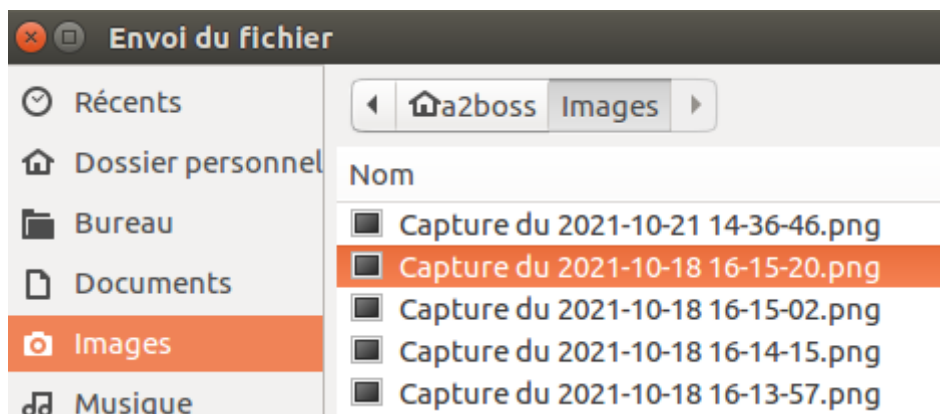 Envoi du fichier
Récents
Dossier personnel
Bureau
Documents
Images
Musique
a2boss Images
Nom
Capture du 2021-10-21 14-36-46.png
Capture du 2021-10-18 16-15-20.png
Capture du 2021-10-18 16-15-02.png
Capture du 2021-10-18 16-14-15.png
Capture du 2021-10-18 16-13-57.png